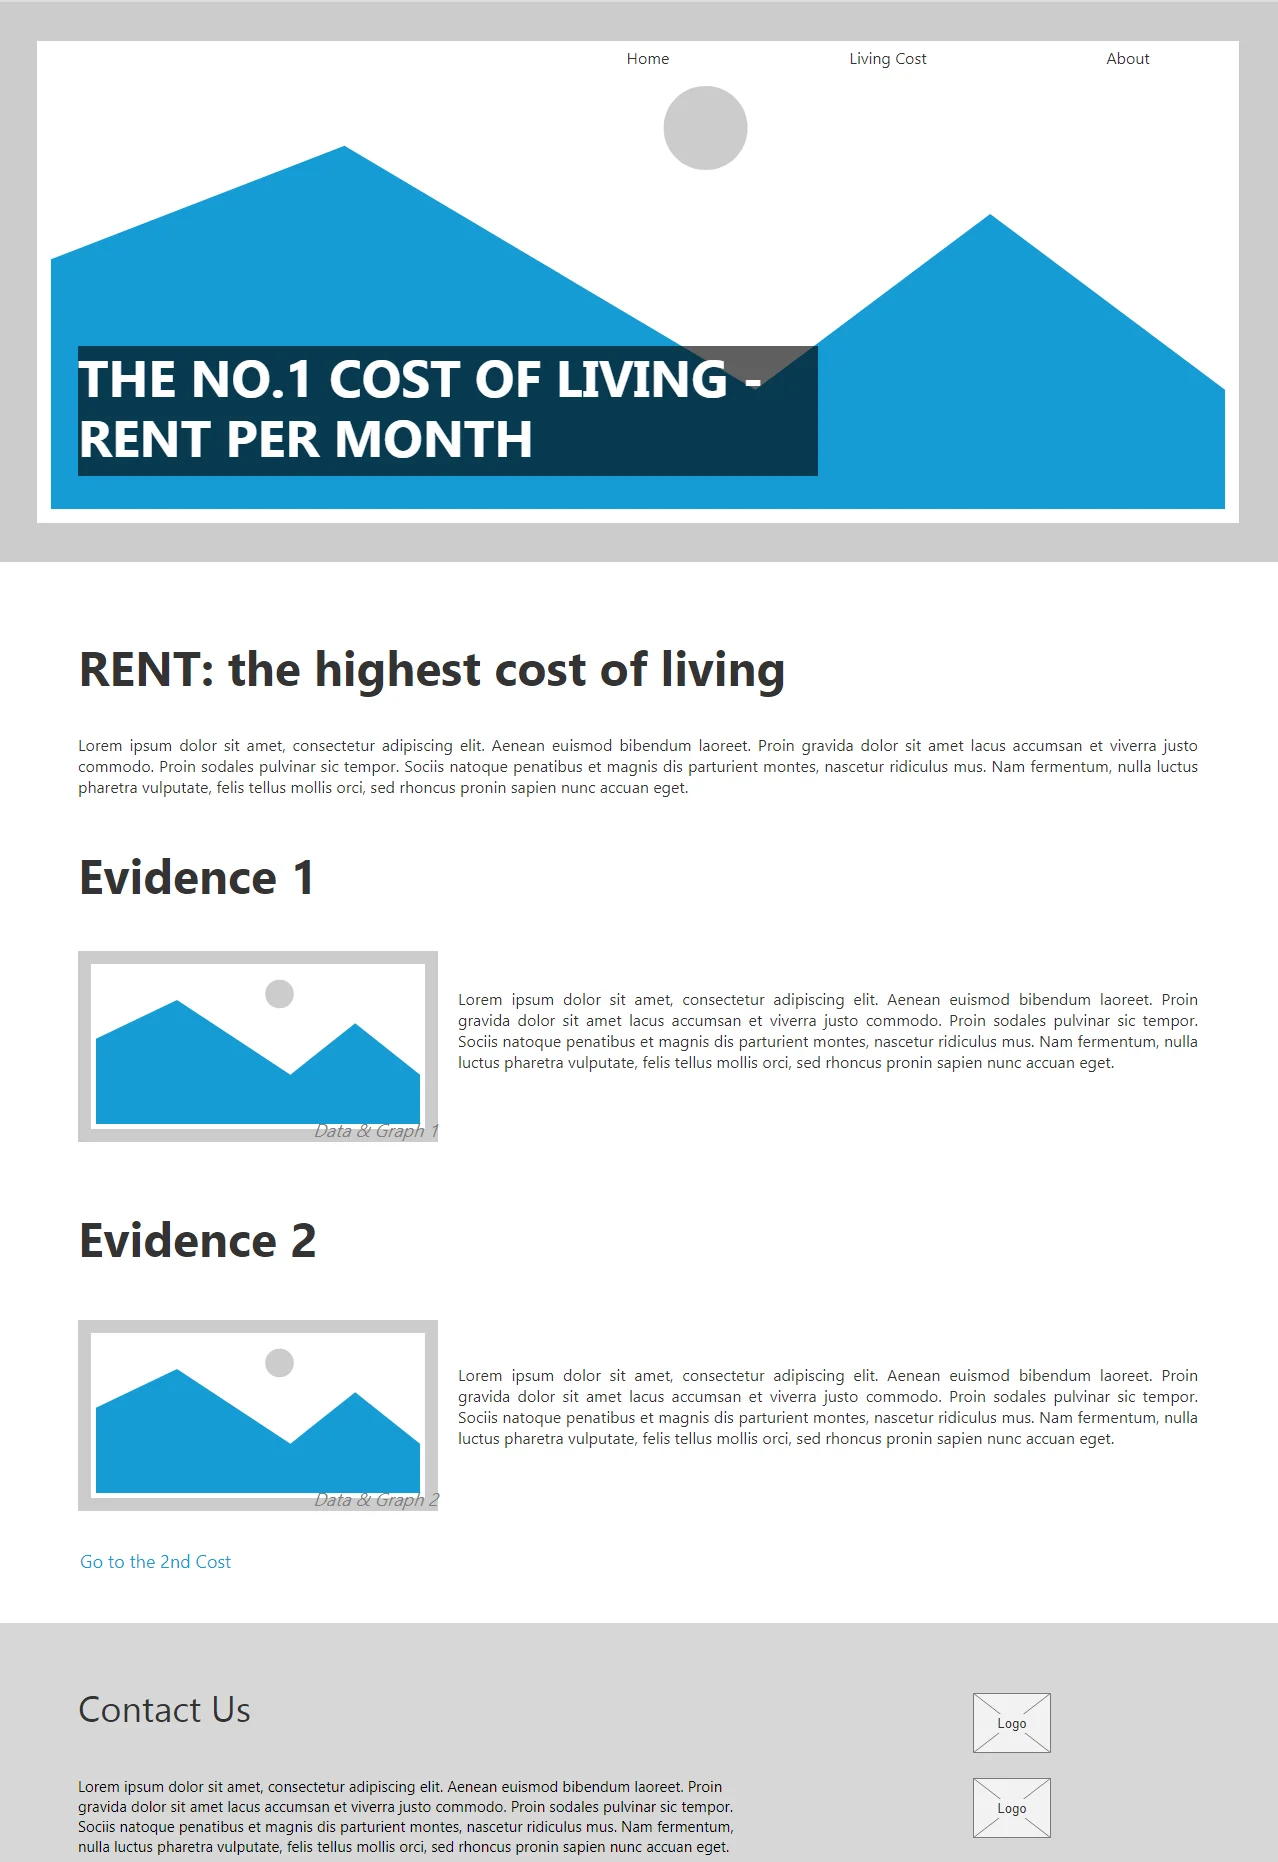 Home
Living Cost
About
THE NO.1 COST OF LIVING -
RENT PER MONTH
RENT: the highest cost of living
Lorem ipsum dolor sit amet, consectetur adipiscing elit. Aenean euismod bibendum laoreet. Proin gravida dolor sit amet lacus accumsan et viverra justo
commodo. Proin sodales pulvinar sic tempor. Sociis natoque penatibus et magnis dis parturient montes, nascetur ridiculus mus. Nam fermentum, nulla luctus
pharetra vulputate, felis tellus mollis orci, sed rhoncus pronin sapien nunc accuan eget.
Evidence 1
Lorem ipsum dolor sit amet, consectetur adipiscing elit. Aenean euismod bibendum laoreet. Proin
gravida dolor sit amet lacus accumsan et viverra justo commodo. Proin sodales pulvinar sic tempor.
Sociis natoque penatibus et magnis dis parturient montes, nascetur ridiculus mus. Nam fermentum, nulla
luctus pharetra vulputate, felis tellus mollis orci, sed rhoncus pronin sapien nunc accuan eget.
Data & Graph 1
Evidence 2
Lorem ipsum dolor sit amet, consectetur adipiscing elit. Aenean euismod bibendum laoreet. Proin
gravida dolor sit amet lacus accumsan et viverra justo commodo. Proin sodales pulvinar sic tempor.
Sociis natoque penatibus et magnis dis parturient montes, nascetur ridiculus mus. Nam fermentum, nulla
luctus pharetra vulputate, felis tellus mollis orci, sed rhoncus pronin sapien nunc accuan eget.
Data & Graph 2
Go to the 2nd Cost
Contact Us
Lorem ipsum dolor sit amet, consectetur adipiscing elit. Aenean euismod bibendum laoreet. Proin
gravida dolor sit amet lacus accumsan et viverra justo commodo. Proin sodales pulvinar sic tempor.
Sociis natoque penatibus et magnis dis parturient montes, nascetur ridiculus mus. Nam fermentum,
nulla luctus pharetra vulputate, felis tellus mollis orci, sed rhoncus pronin sapien nunc accuan eget.
Logo
Logo